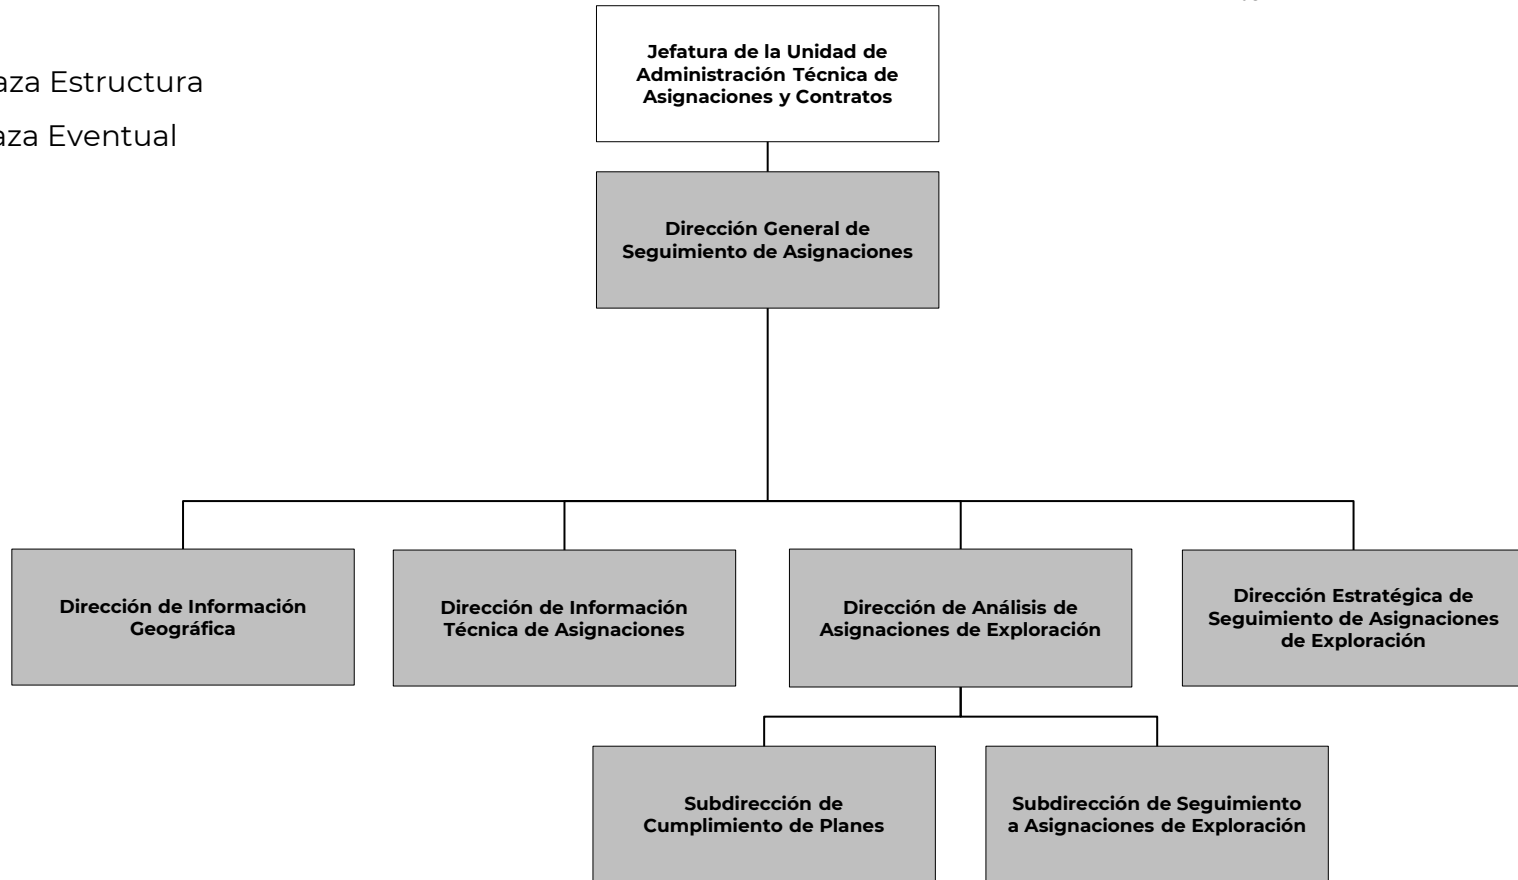 Jefatura de la Unidad de
Administración Técnica de
Asignaciones y Contratos
aza Estructura
aza Eventual
Dirección General de
Seguimiento de Asignaciones
Dirección de Información
Geográfica
Dirección de Información
Técnica de Asignaciones
Dirección de Análisis de
Asignaciones de Exploración
Dirección Estratégica de
Seguimiento de Asignaciones
de Exploración
Subdirección de
Cumplimiento de Planes
Subdirección de Seguimiento
a Asignaciones de Exploración